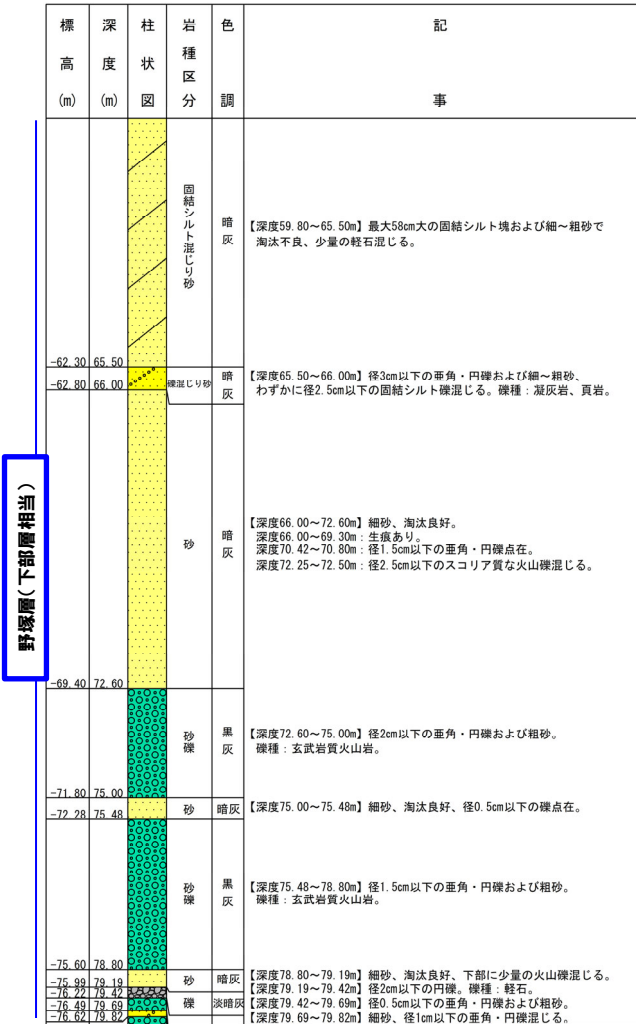 標高(m) 深度(m) 柱状図 岩種区分 色調 記事
野塚層(下部層相当)
固結シルト混じり砂 暗灰 【深度59.80～65.50m】最大58cm大の固結シルト塊および細～粗砂で
淘汰不良、少量の軽石混じる。
-62.30 65.50
礫混じり砂 暗灰 【深度65.50～66.00m】径3cm以下の亜角・円礫および細～粗砂、
わずかに径2.5cm以下の固結シルト礫混じる。礫種：凝灰岩、頁岩。
-62.80 66.00
砂 暗灰 【深度66.00～72.60m】細砂、淘汰良好。
深度66.00～69.30m：生痕あり。
深度70.42～70.80m：径1.5cm以下の亜角・円礫点在。
深度72.25～72.50m：径2.5cm以下のスコリア質な火山礫混じる。
-69.40 72.60
砂礫 黒灰 【深度72.60～75.00m】径2cm以下の亜角・円礫および粗砂。
礫種：玄武岩質火山岩。
-71.80 75.00
砂 暗灰 【深度75.00～75.48m】細砂、淘汰良好、径0.5cm以下の礫点在。
-72.28 75.48
砂礫 黒灰 【深度75.48～78.80m】径1.5cm以下の亜角・円礫および粗砂。
礫種：玄武岩質火山岩。
-75.60 78.80
砂 暗灰 【深度78.80～79.19m】細砂、淘汰良好、下部に少量の火山礫混じる。
-75.99 79.19
【深度79.19～79.42m】径2cm以下の円礫。礫種：軽石。
-76.22 79.42
礫 淡暗灰 【深度79.42～79.69m】径0.5cm以下の亜角・円礫および粗砂。
-76.49 79.69
【深度79.69～79.82m】細砂、径1cm以下の亜角・円礫混じる。
-76.62 79.82